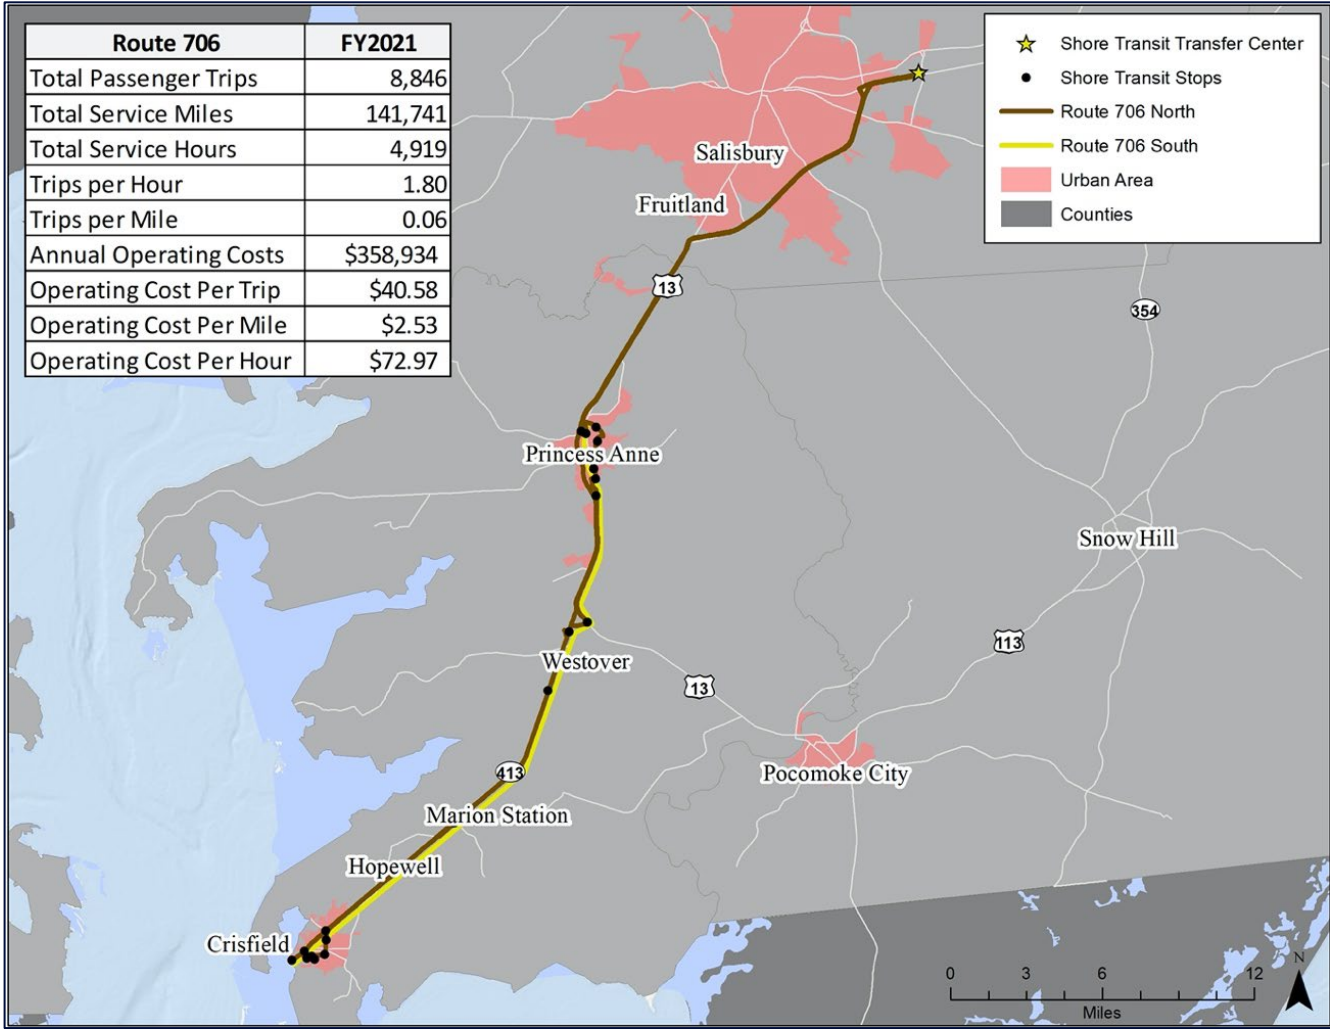 Route 706 FY2021
Total Passenger Trips 8,846
Total Service Miles 141,741
Total Service Hours 4,919
Trips per Hour 1.80
Trips per Mile 0.06
Annual Operating Costs $358,934
Operating Cost Per Trip $40.58
Operating Cost Per Mile $2.53
Operating Cost Per Hour $72.97
Shore Transit Transfer Center
Shore Transit Stops
Route 706 North
Route 706 South
Urban Area
Counties
Salisbury
Fruitland
13
354
Princess Anne
Snow Hill
113
Westover
13
413
Pocomoke City
Marion Station
Hopewell
Crisfield
N
0 3 6 12
Miles